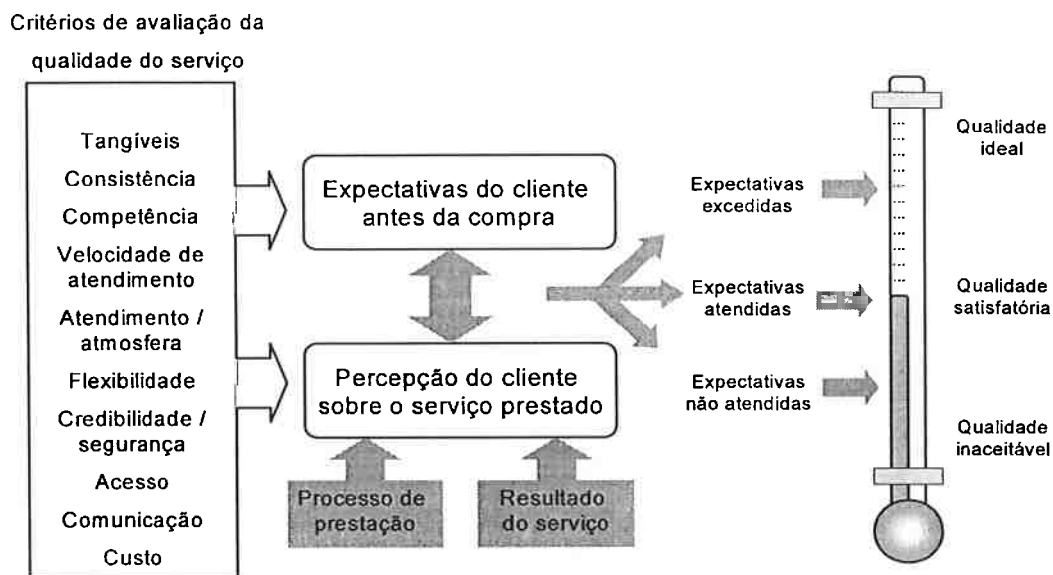 Critérios de avaliação da
qualidade do serviço
Tangíveis
Consistência
Competência
Velocidade de
atendimento
Atendimento /
atmosfera
Flexibilidade
Credibilidade /
segurança
Acesso
Comunicação
Custo
Expectativas do cliente
antes da compra
Percepção do cliente
sobre o serviço prestado
Processo de
prestação
Resultado
do serviço
Expectativas
excedidas
Expectativas
atendidas
Expectativas
não atendidas
Qualidade
ideal
Qualidade
satisfatória
Qualidade
inaceitável